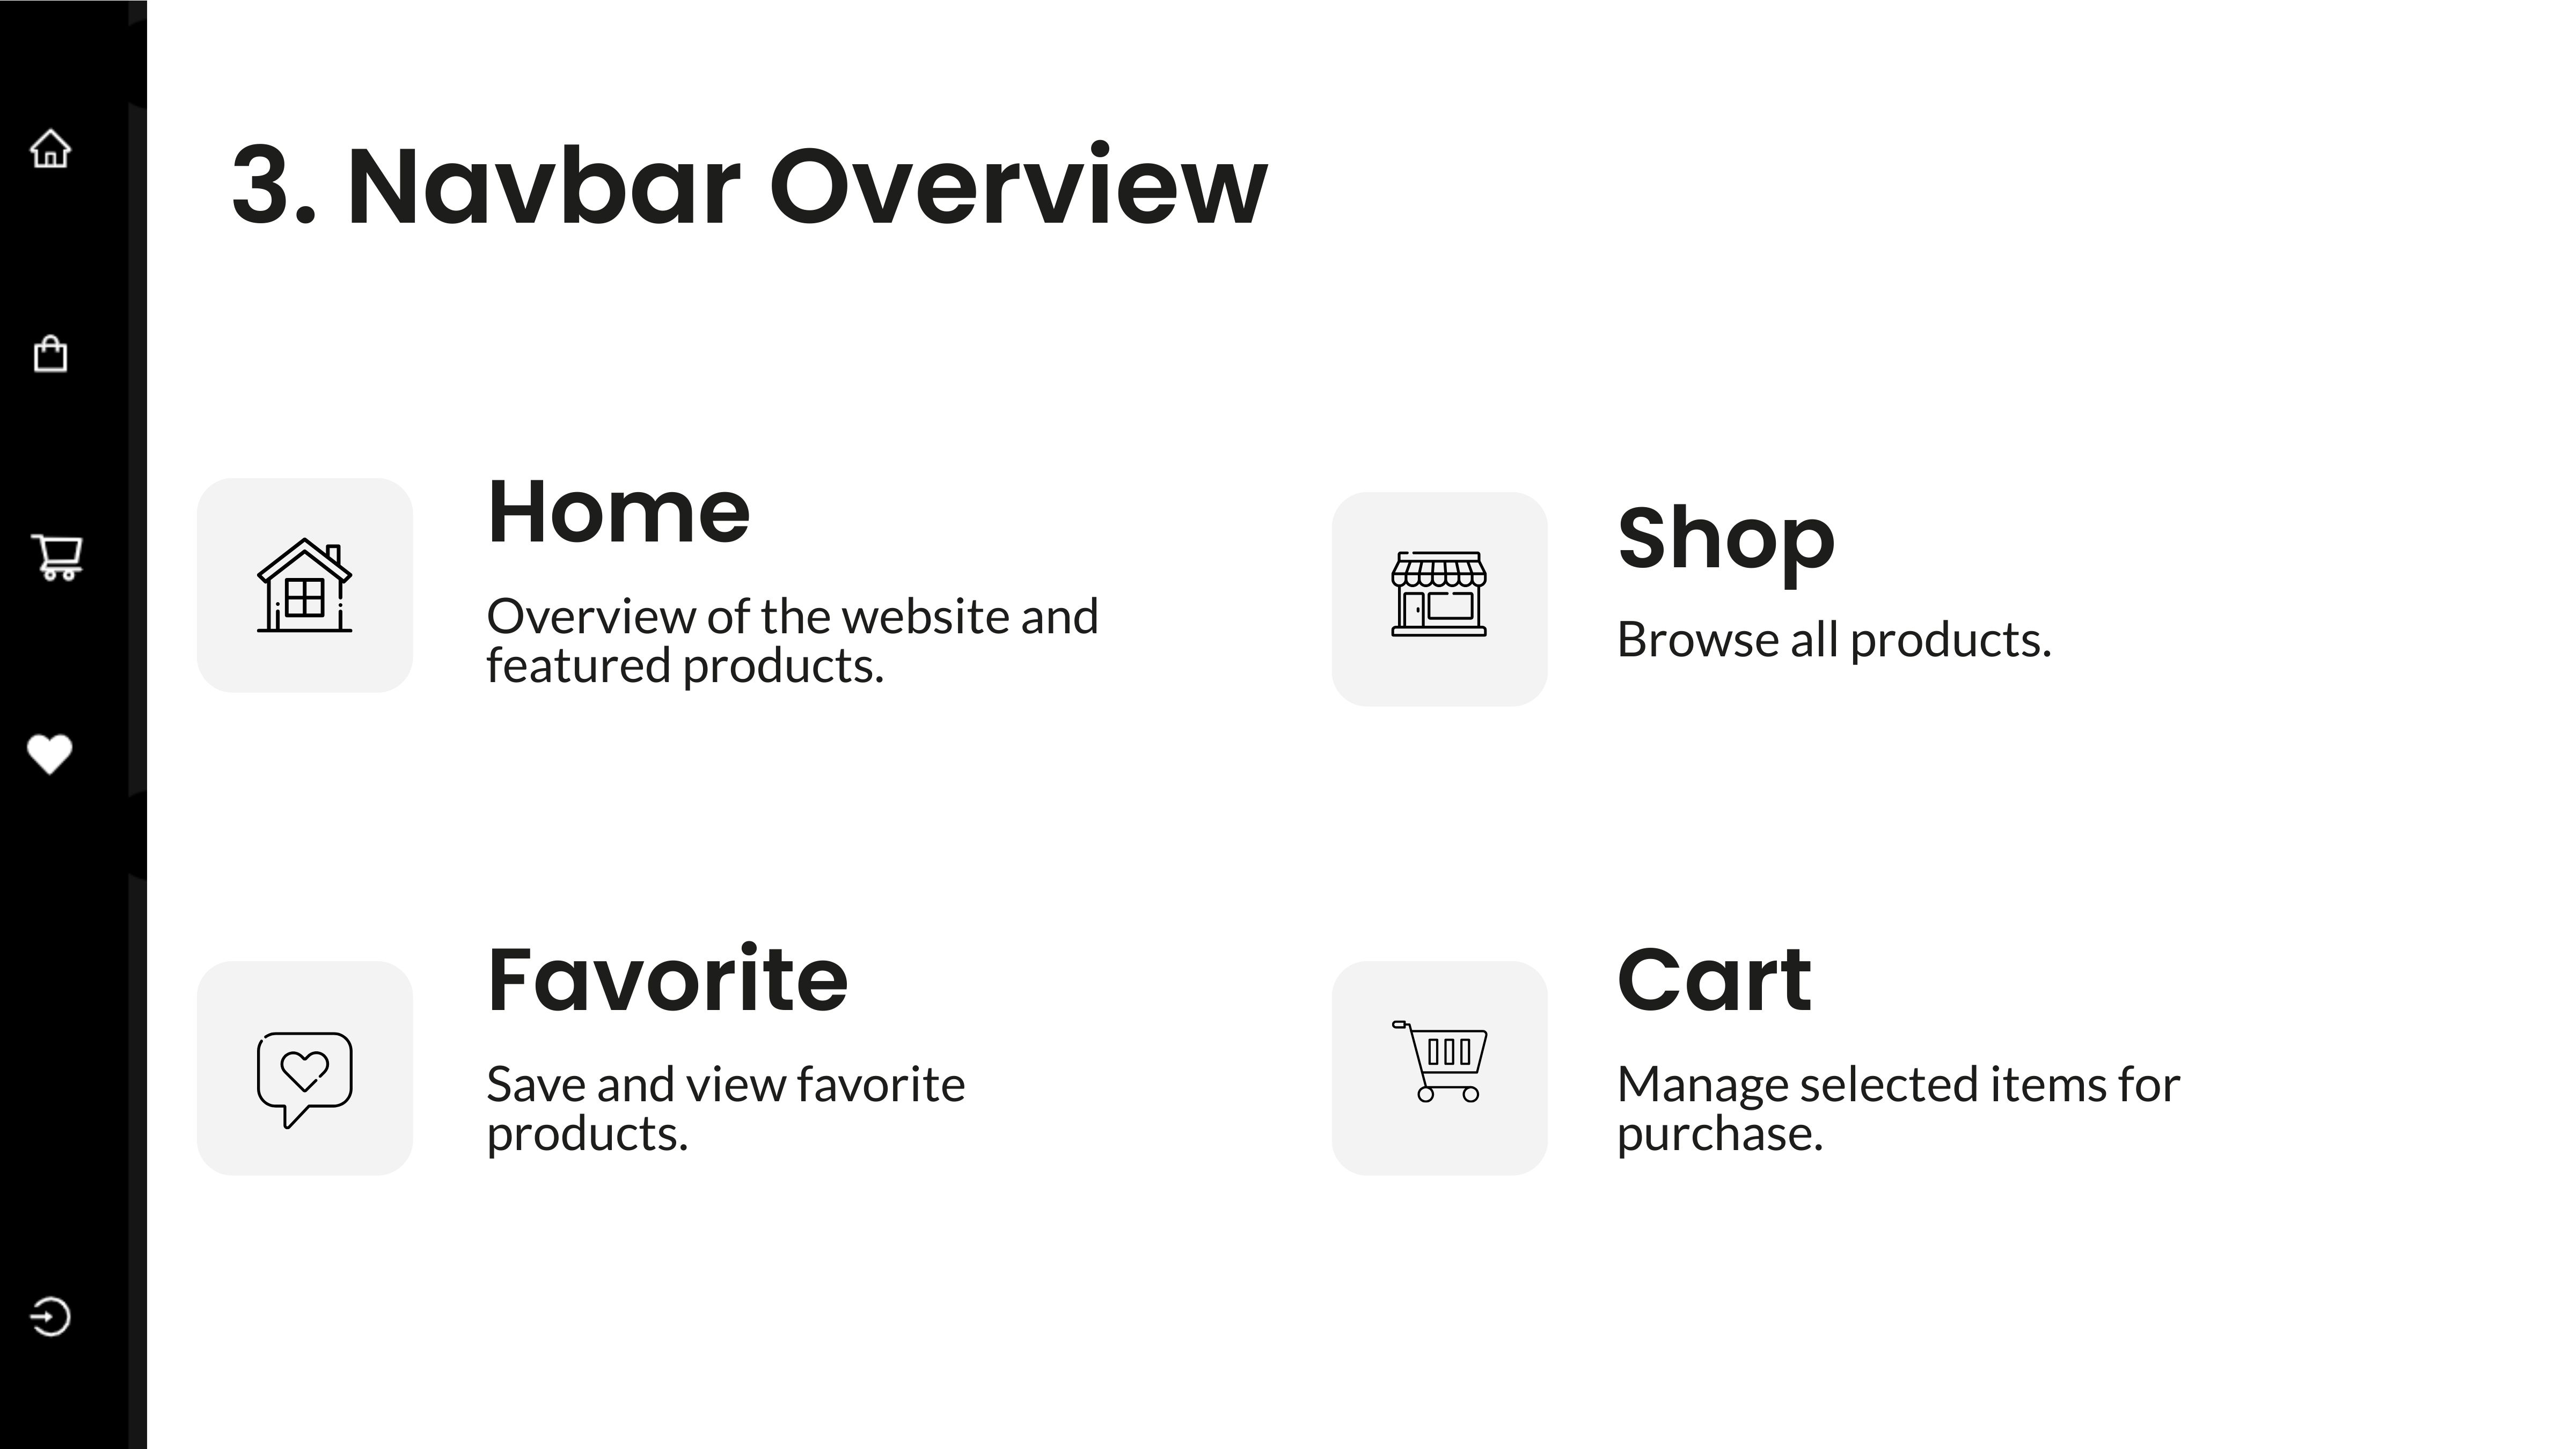 3. Navbar Overview
Home
Overview of the website and
featured products.
Shop
Browse all products.
Favorite
Save and view favorite
products.
Cart
Manage selected items for
purchase.